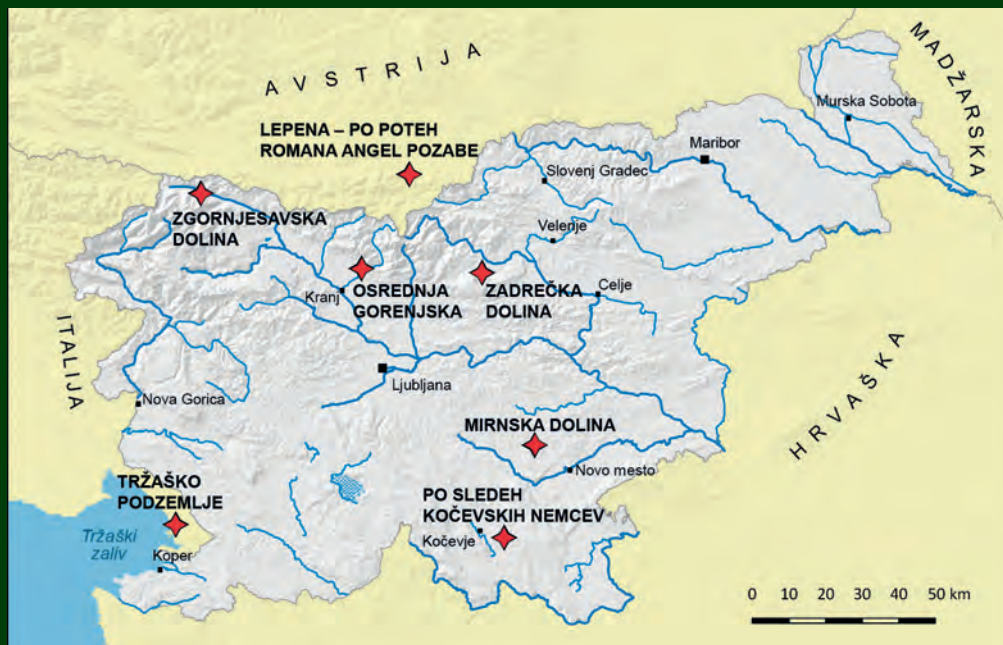 AVSTRIJA
MADŽARSKA
Murska Sobota
LEPENA – PO POTEH
ROMANA ANGEL POZABE
Maribor
Slovenj Gradec
ZGORNJESAVSKA
DOLINA
Velenje
OSREDNJA
GORENJSKA
Kranj
ZADREČKA
DOLINA
Celje
ITALIJA
Ljubljana
HRVAŠKA
Nova Gorica
MIRNSKA DOLINA
Novo mesto
TRŽAŠKO
PODZEMLJE
PO SLEDEH
KOČEVSKIH NEMCEV
Kočevje
Tržaški
zaliv
Koper
0 10 20 30 40 50 km